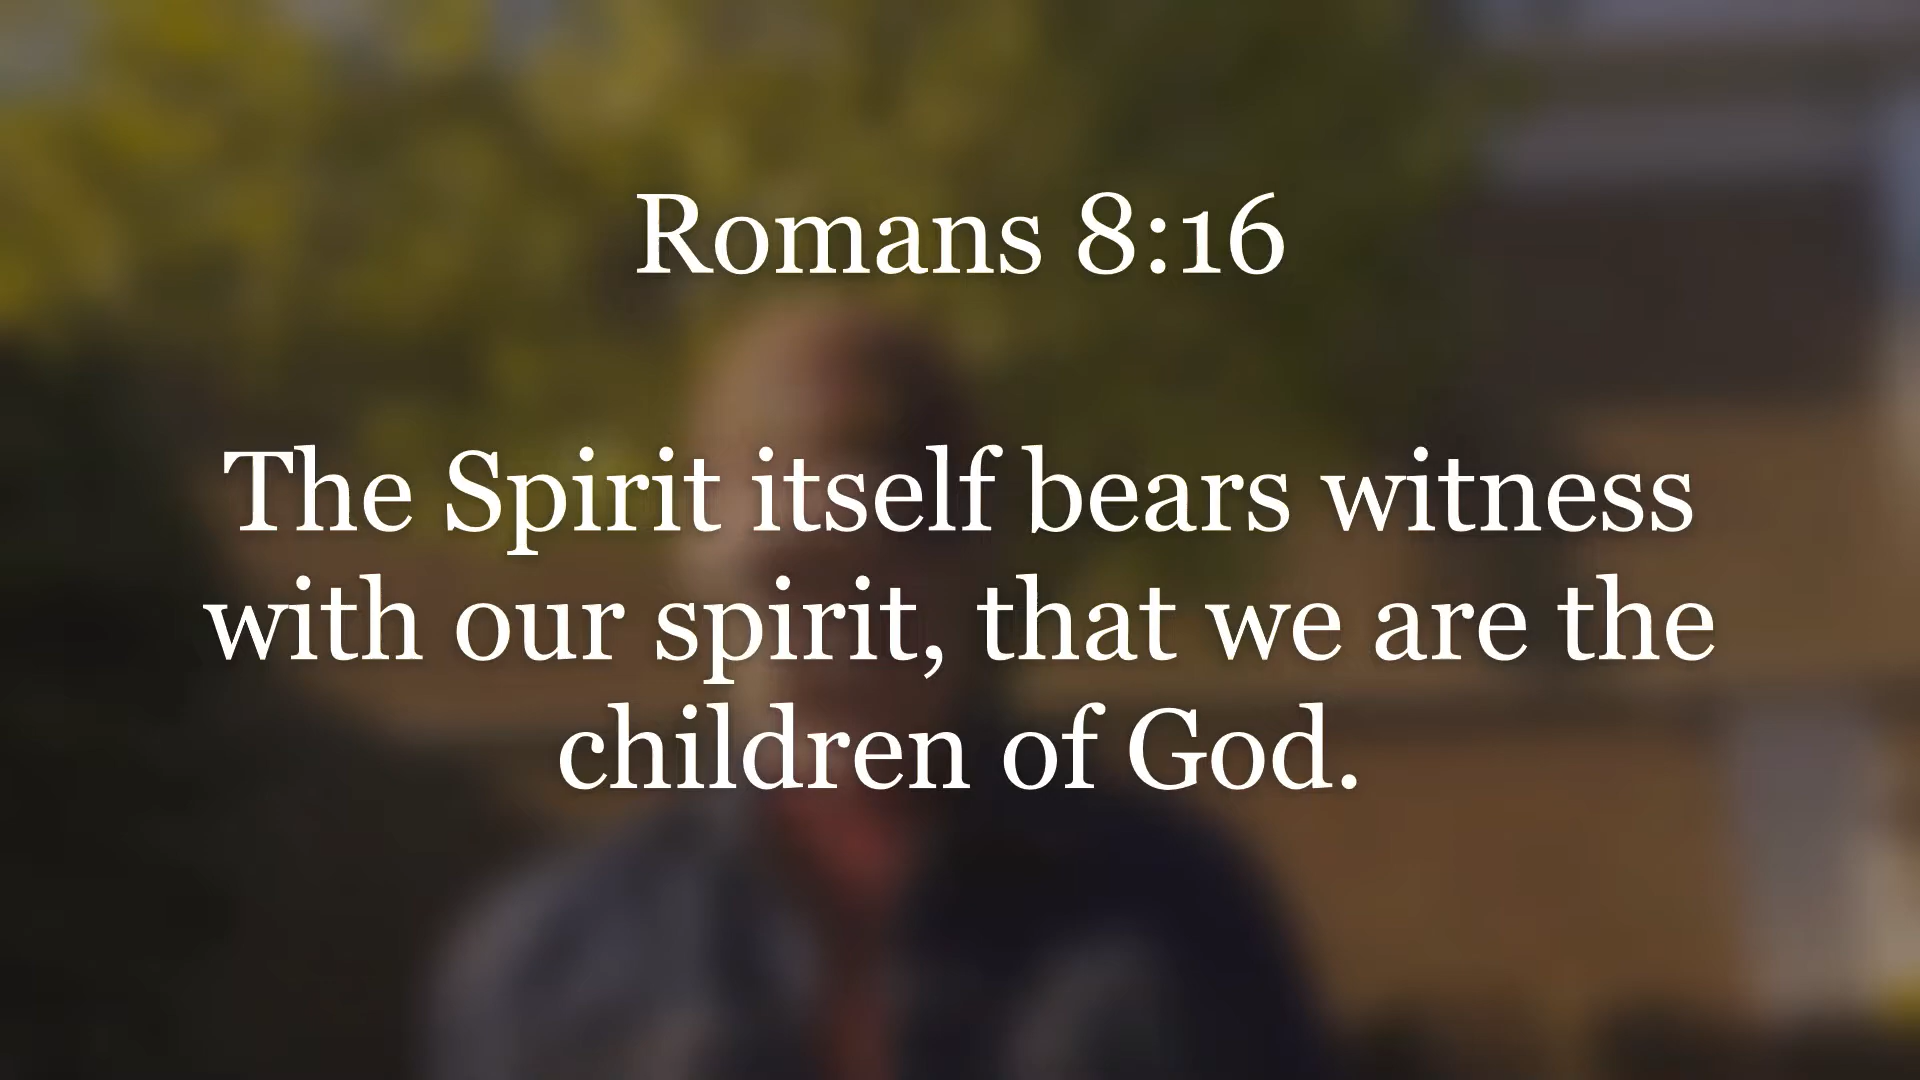 Romans 8:16
The Spirit itself bears witness
with our spirit, that we are the
children of God.